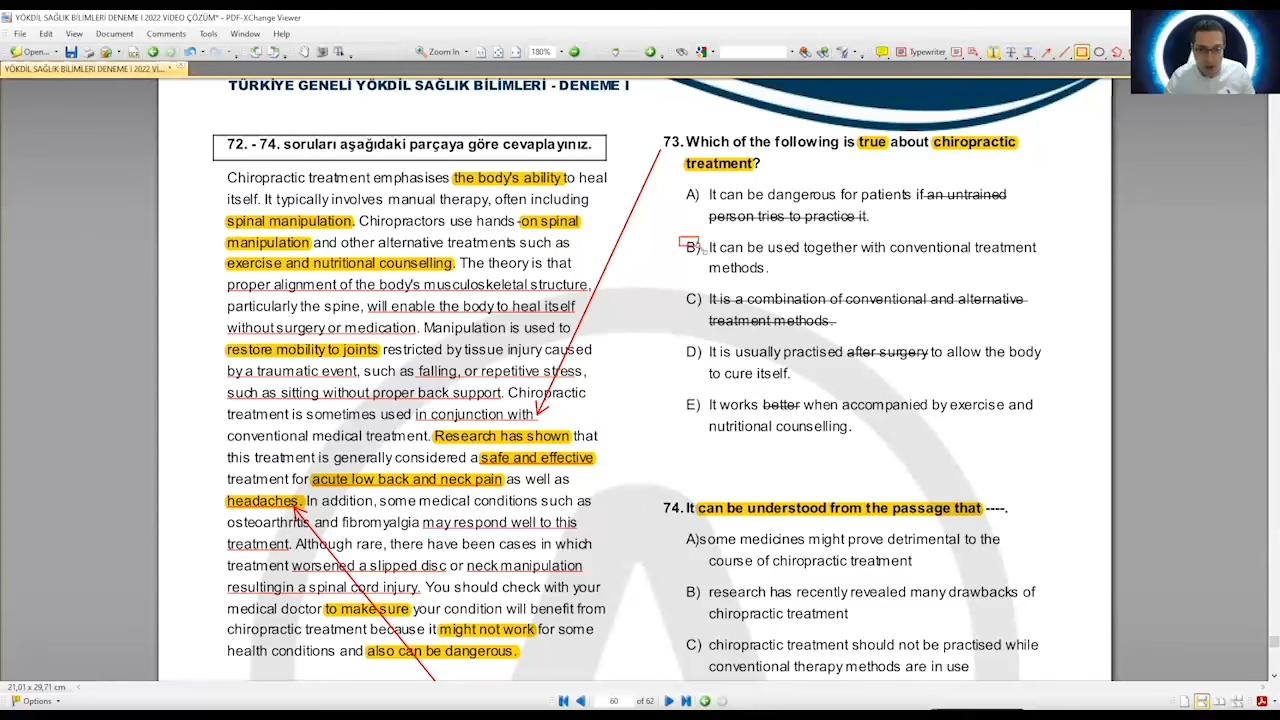 YÖKDİL SAĞLIK BİLİMLERİ DENEME I 2022 VİDEO ÇÖZÜM* - PDF-XChange Viewer
File Edit View Document Comments Tools Window Help
Open... Zoom In 180% Typewriter
YÖKDİL SAĞLIK BİLİMLERİ DENEME I 2022 Vİ...
TÜRKİYE GENELİ YÖKDİL SAĞLIK BİLİMLERİ - DENEME I
72. - 74. soruları aşağıdaki parçaya göre cevaplayınız.
Chiropractic treatment emphasises the body's ability to heal
itself. It typically involves manual therapy, often including
spinal manipulation. Chiropractors use hands-on spinal
manipulation and other alternative treatments such as
exercise and nutritional counselling. The theory is that
proper alignment of the body's musculoskeletal structure,
particularly the spine, will enable the body to heal itself
without surgery or medication. Manipulation is used to
restore mobility to joints restricted by tissue injury caused
by a traumatic event, such as falling, or repetitive stress,
such as sitting without proper back support. Chiropractic
treatment is sometimes used in conjunction with
conventional medical treatment. Research has shown that
this treatment is generally considered a safe and effective
treatment for acute low back and neck pain as well as
headaches. In addition, some medical conditions such as
osteoarthritis and fibromyalgia may respond well to this
treatment. Although rare, there have been cases in which
treatment worsened a slipped disc or neck manipulation
resultingin a spinal cord injury. You should check with your
medical doctor to make sure your condition will benefit from
chiropractic treatment because it might not work for some
health conditions and also can be dangerous.
73. Which of the following is true about chiropractic
treatment?
A) It can be dangerous for patients if an untrained
person tries to practice it.
B) It can be used together with conventional treatment
methods.
C) It is a combination of conventional and alternative
treatment methods.
D) It is usually practised after surgery to allow the body
to cure itself.
E) It works better when accompanied by exercise and
nutritional counselling.
74. It can be understood from the passage that ----.
A)some medicines might prove detrimental to the
course of chiropractic treatment
B) research has recently revealed many drawbacks of
chiropractic treatment
C) chiropractic treatment should not be practised while
conventional therapy methods are in use
21,01 x 29,71 cm
Options 60 of 62